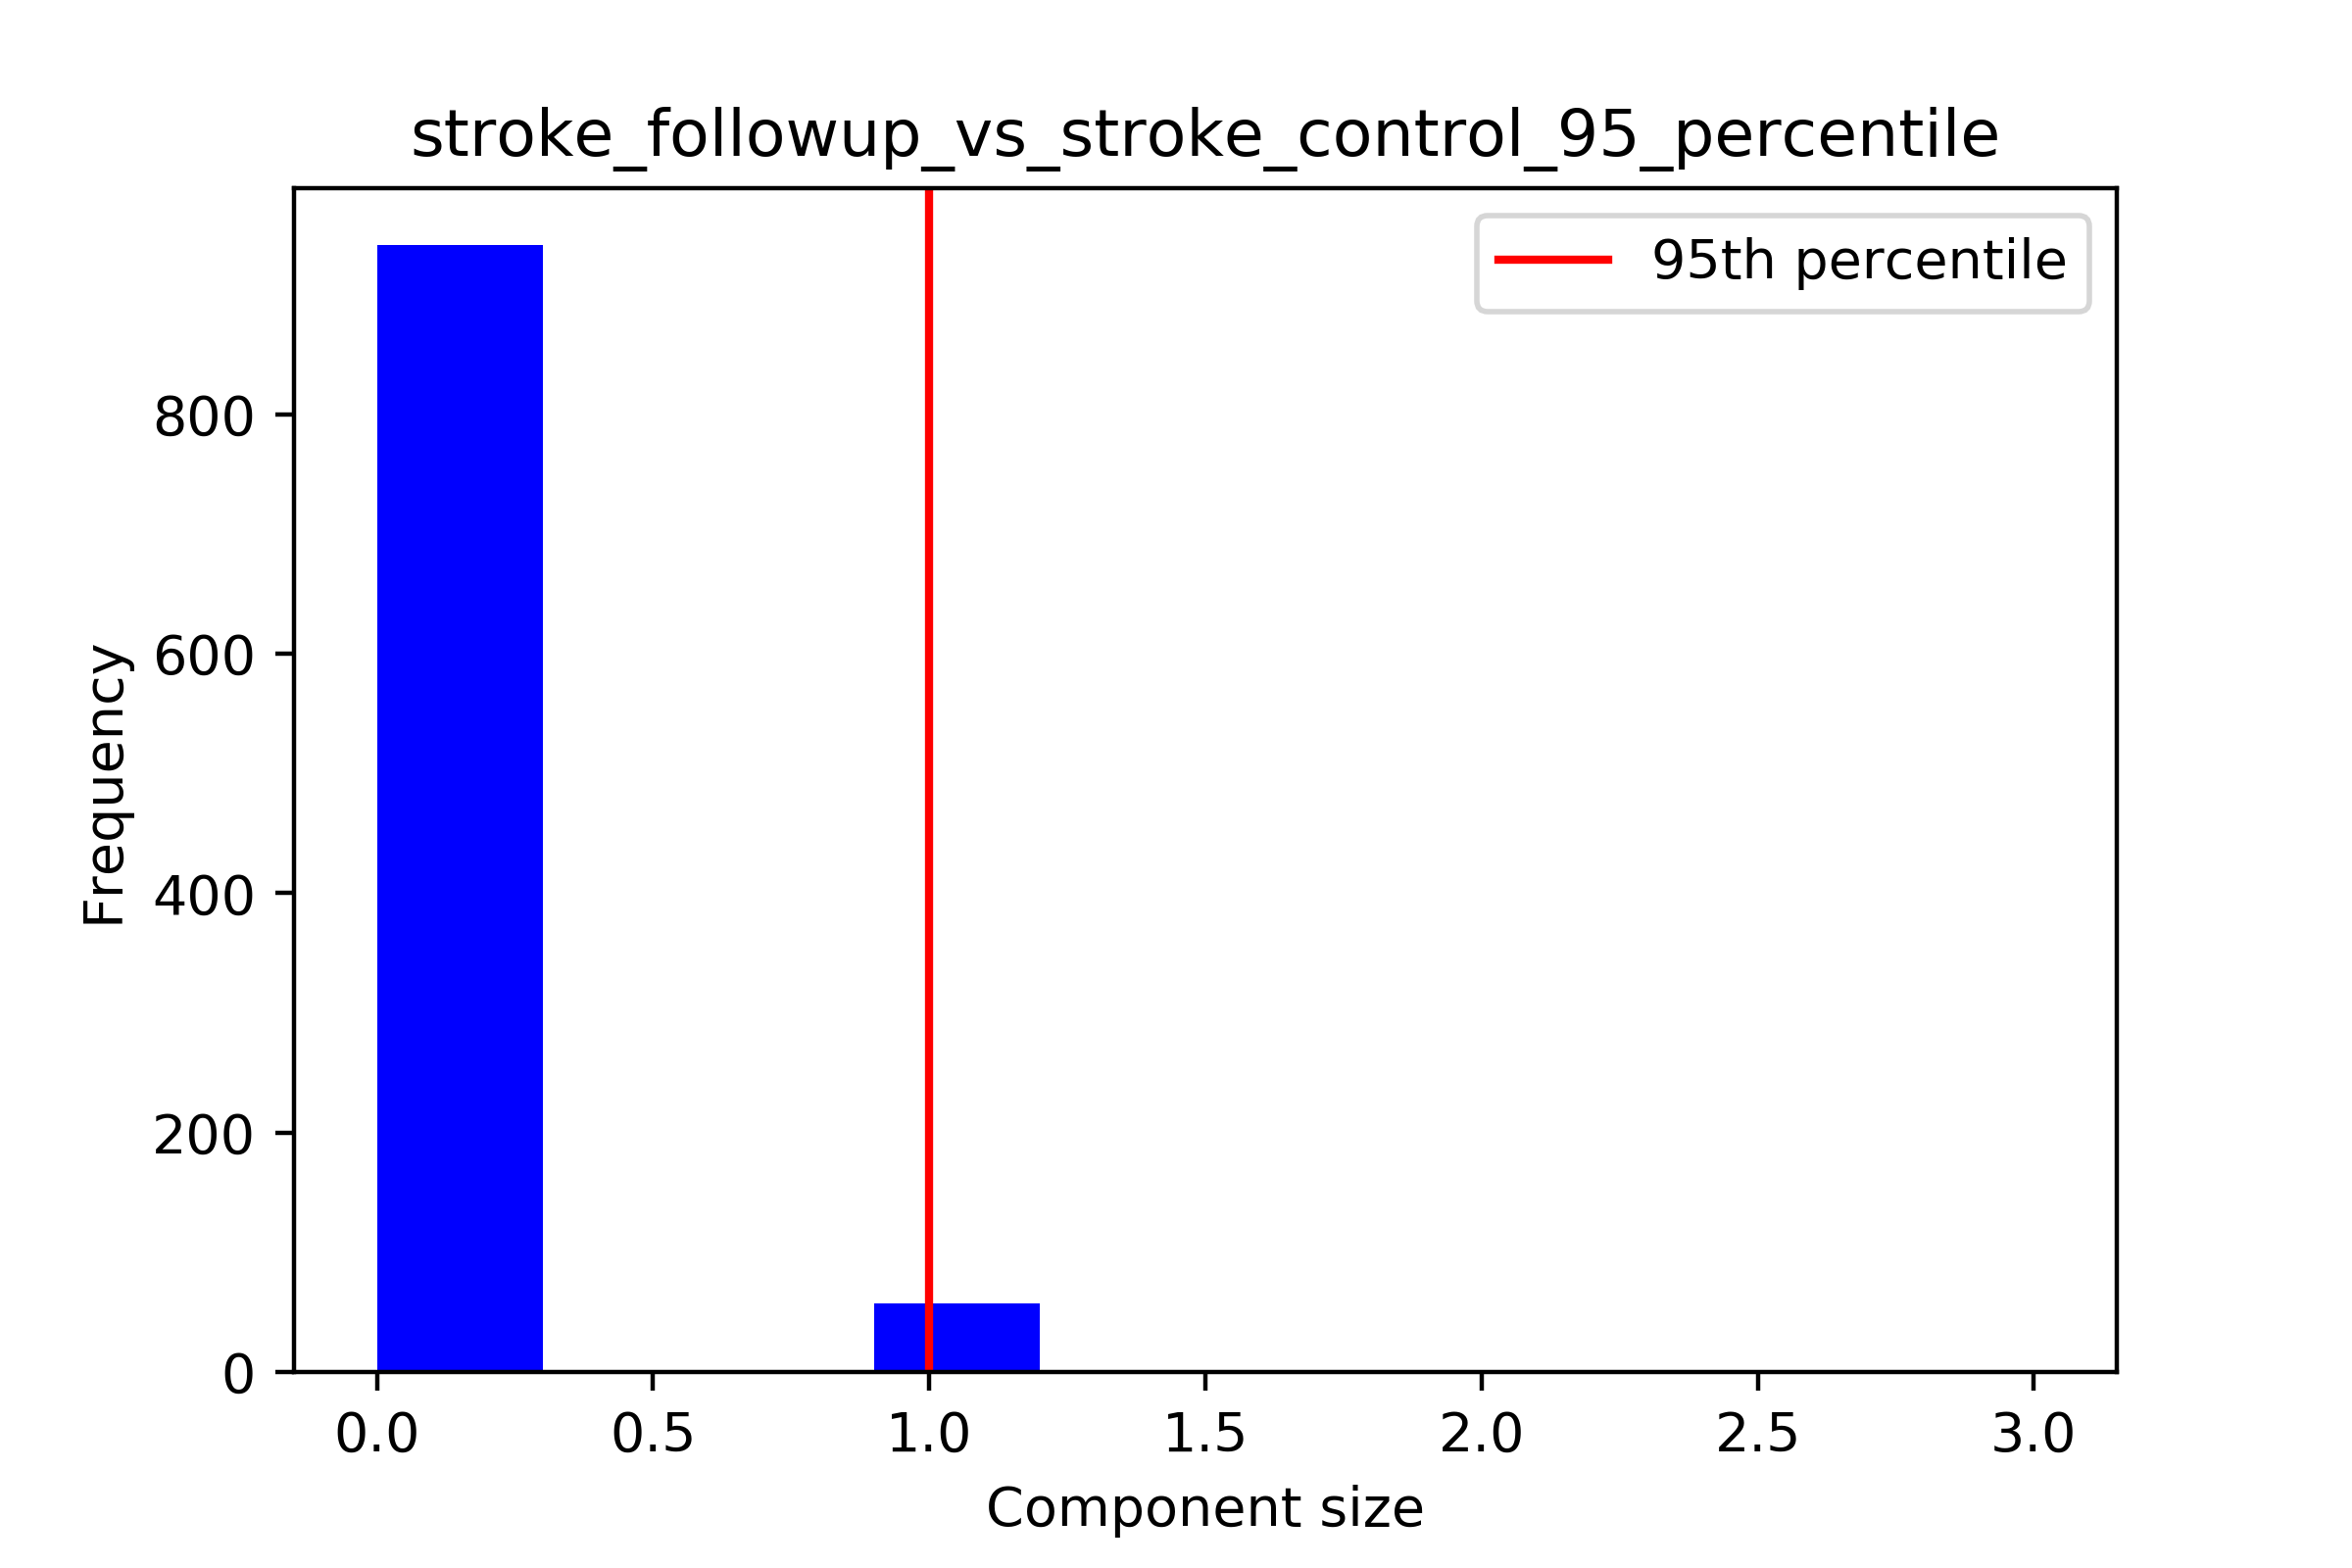 stroke_followup_vs_stroke_control_95_percentile
95th percentile
800
600
400
200
0
Frequency
0.0 0.5 1.0 1.5 2.0 2.5 3.0
Component size